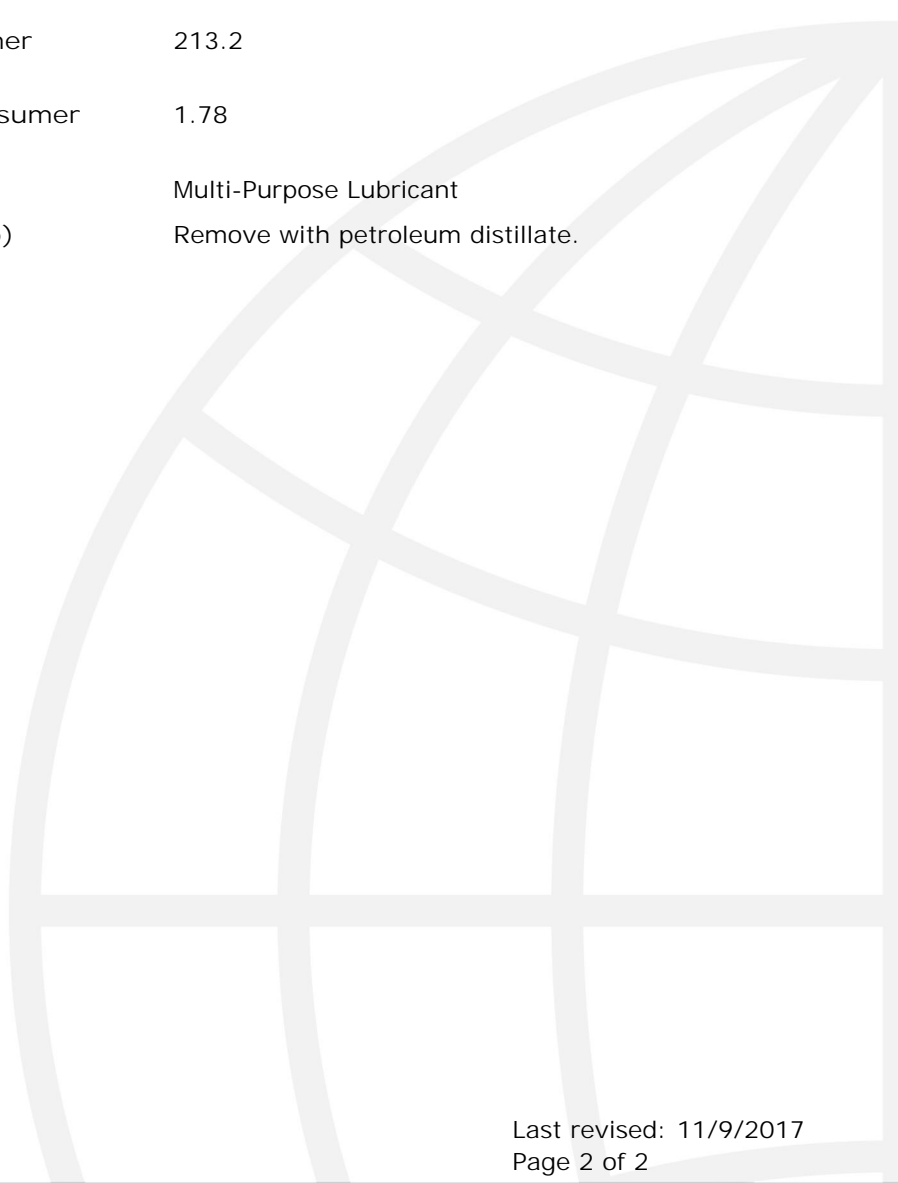 ner 213.2
sumer 1.78
Multi-Purpose Lubricant
) Remove with petroleum distillate.
Last revised: 11/9/2017
Page 2 of 2